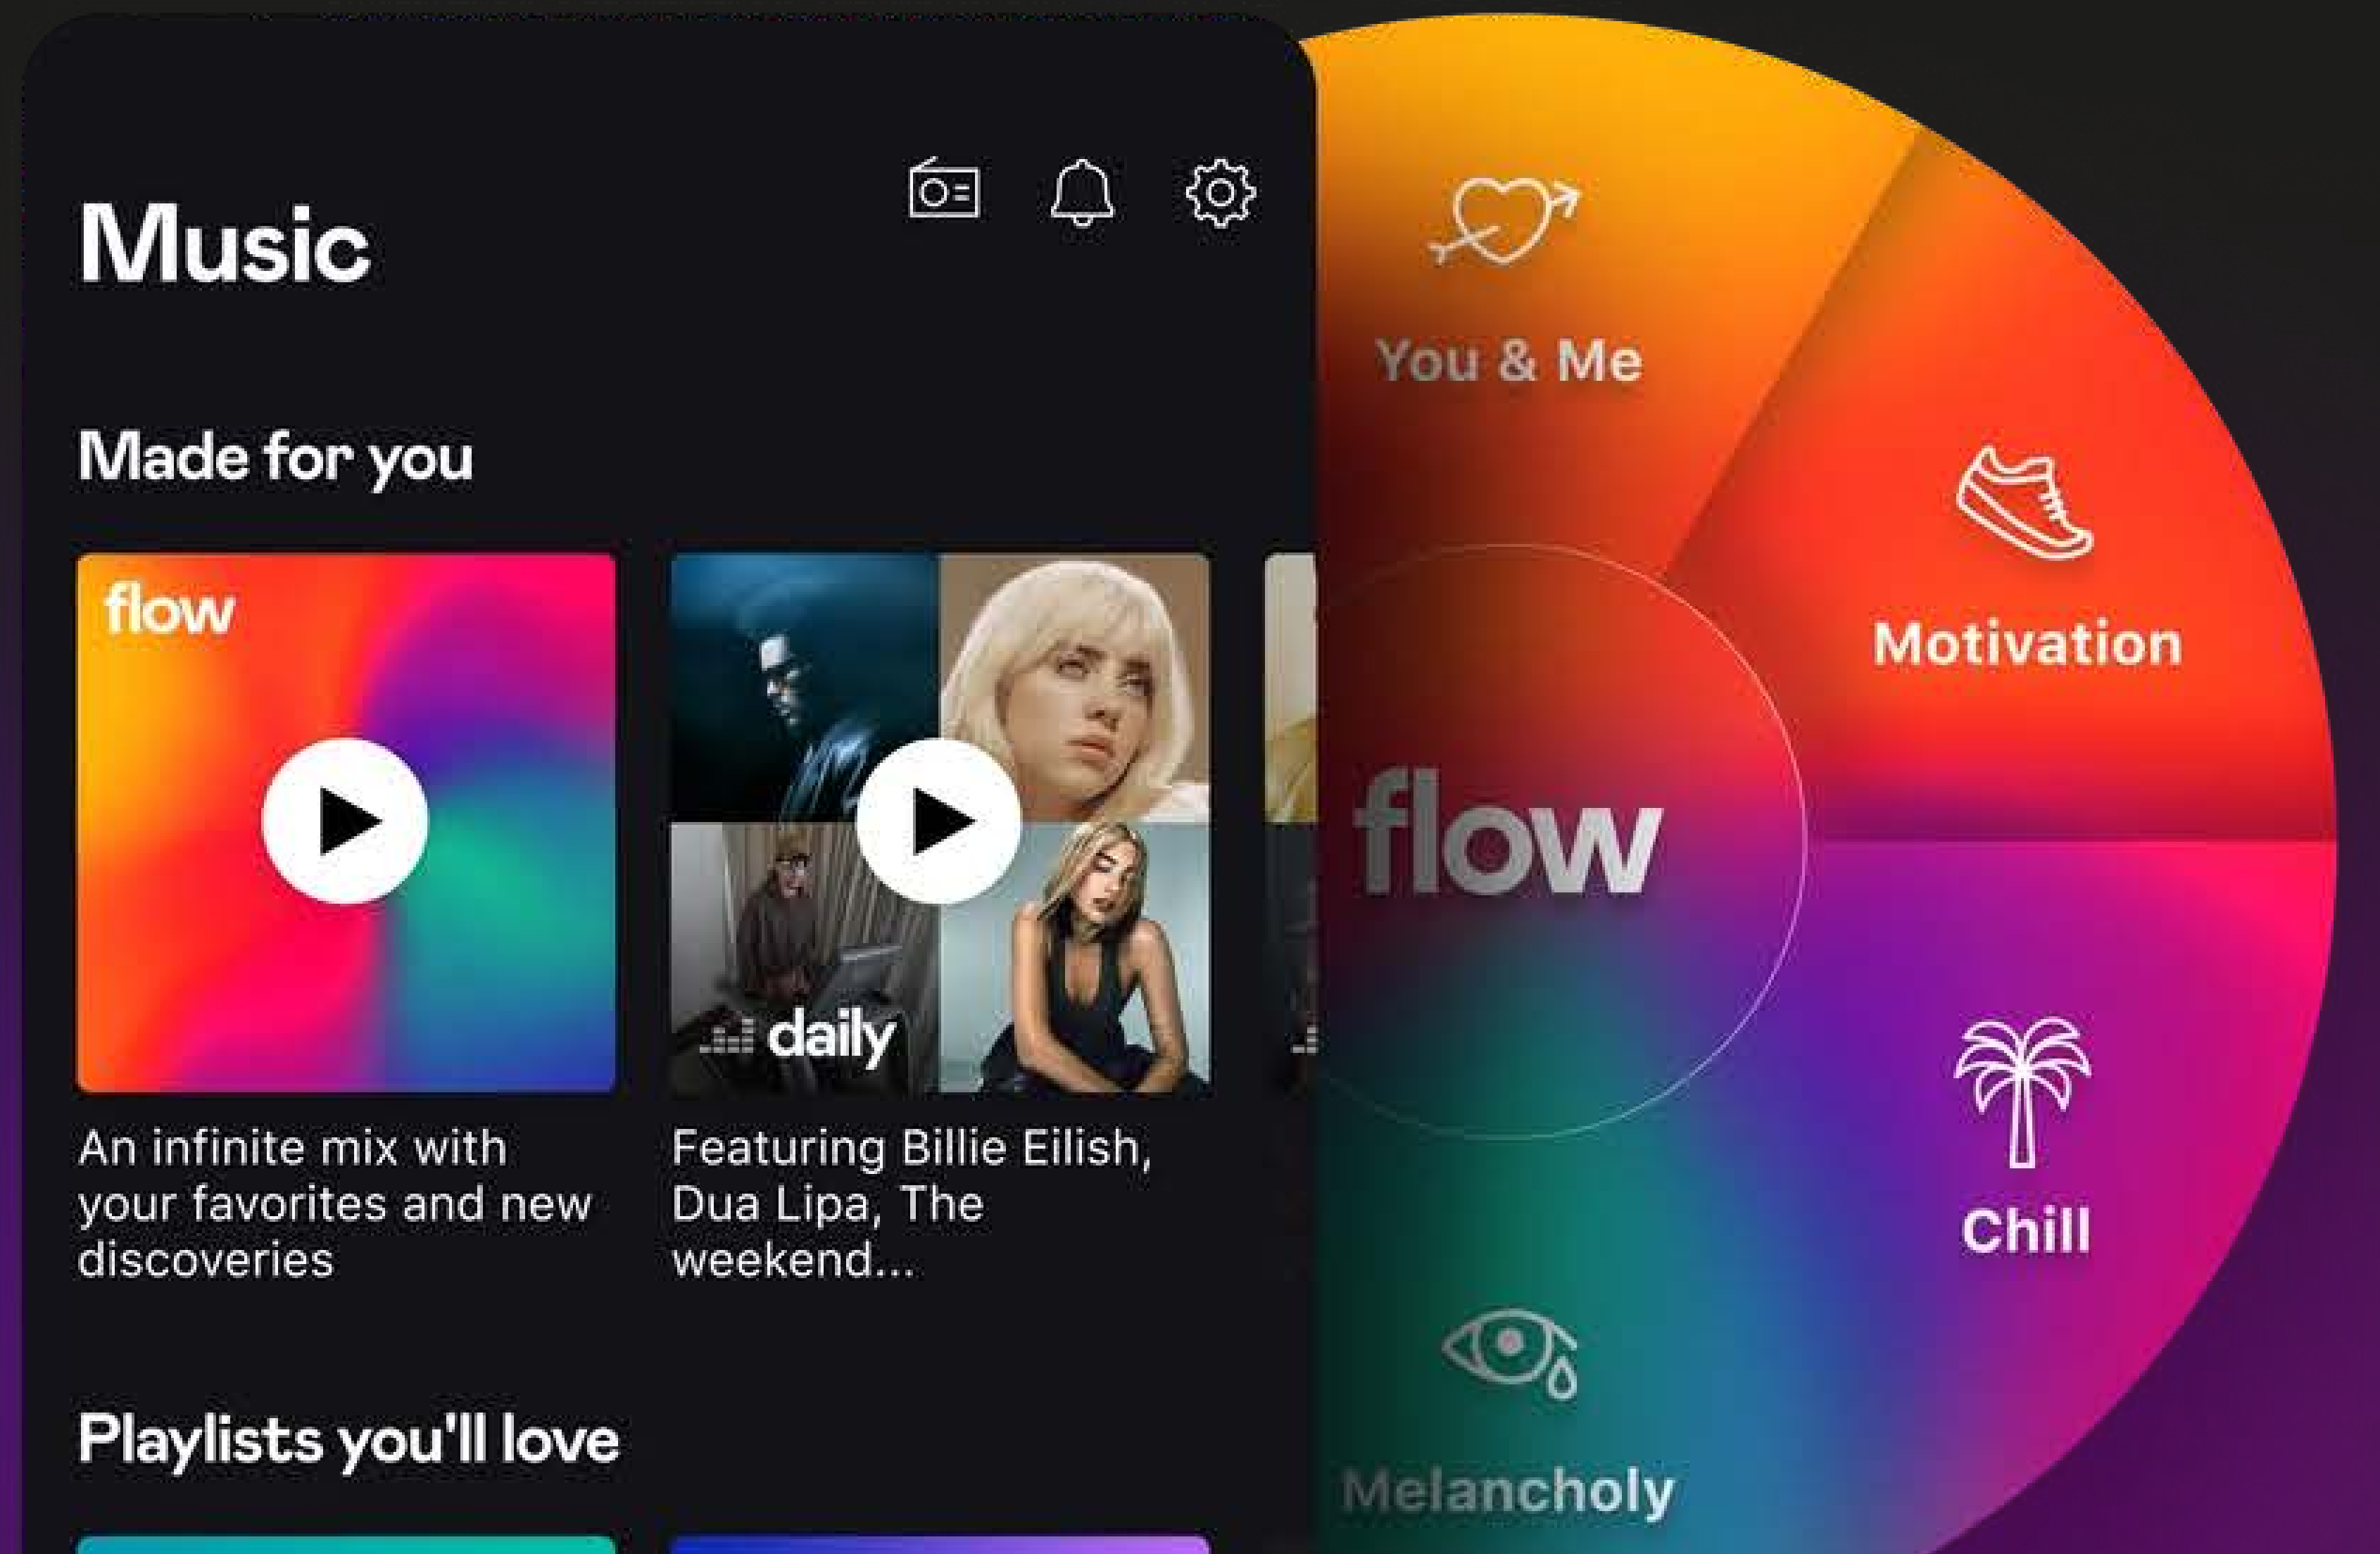 Music
Made for you
flow
daily
An infinite mix with
your favorites and new
discoveries
Featuring Billie Eilish,
Dua Lipa, The
weekend...
Playlists you'll love
You & Me
Motivation
flow
Chill
Melancholy